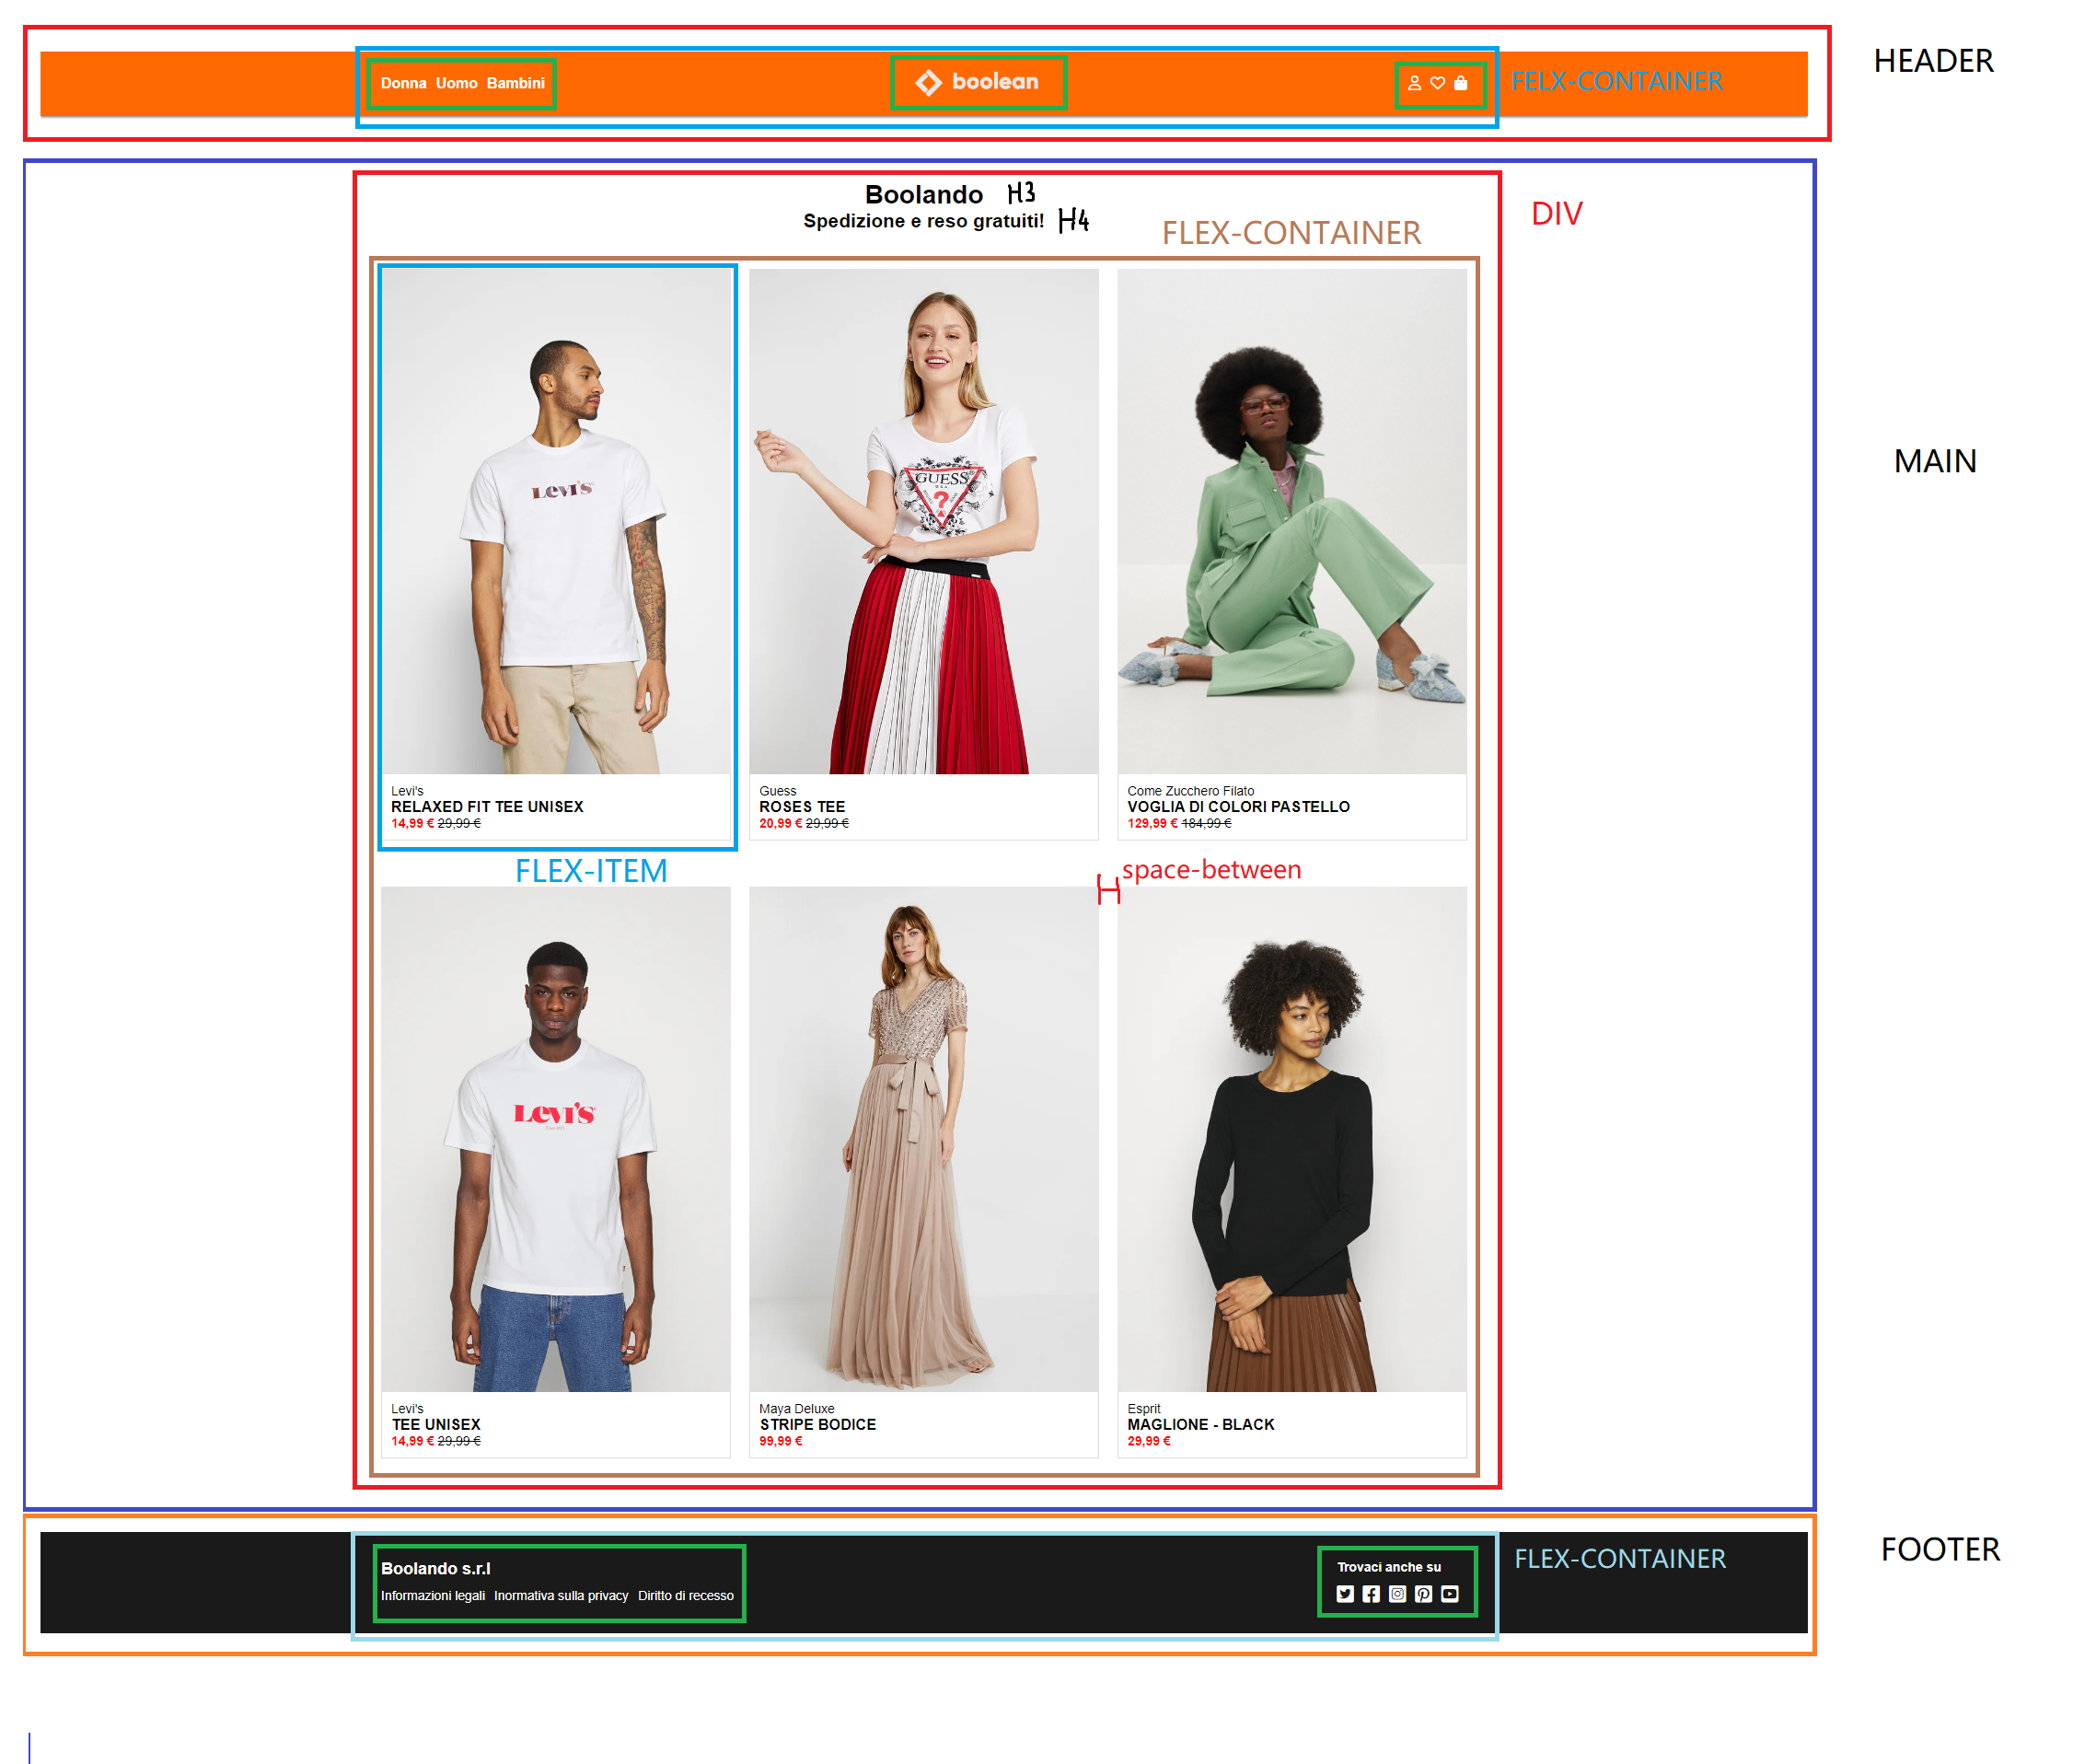 HEADER
Donna Uomo Bambini
boolean
FELX-CONTAINER
Boolando H3
Spedizione e reso gratuiti! H4
FLEX-CONTAINER
DIV
MAIN
LEVI'S
GUESS
U.S.A.
?
Levi's
RELAXED FIT TEE UNISEX
14,99 € 29,99 €
Guess
ROSES TEE
20,99 € 29,99 €
Come Zucchero Filato
VOGLIA DI COLORI PASTELLO
129,99 € 184,99 €
FLEX-ITEM
space-between
LEVI'S
Levi's
TEE UNISEX
14,99 € 29,99 €
Maya Deluxe
STRIPE BODICE
99,99 €
Esprit
MAGLIONE - BLACK
29,99 €
FOOTER
Boolando s.r.l
Informazioni legali Inormativa sulla privacy Diritto di recesso
Trovaci anche su
FLEX-CONTAINER